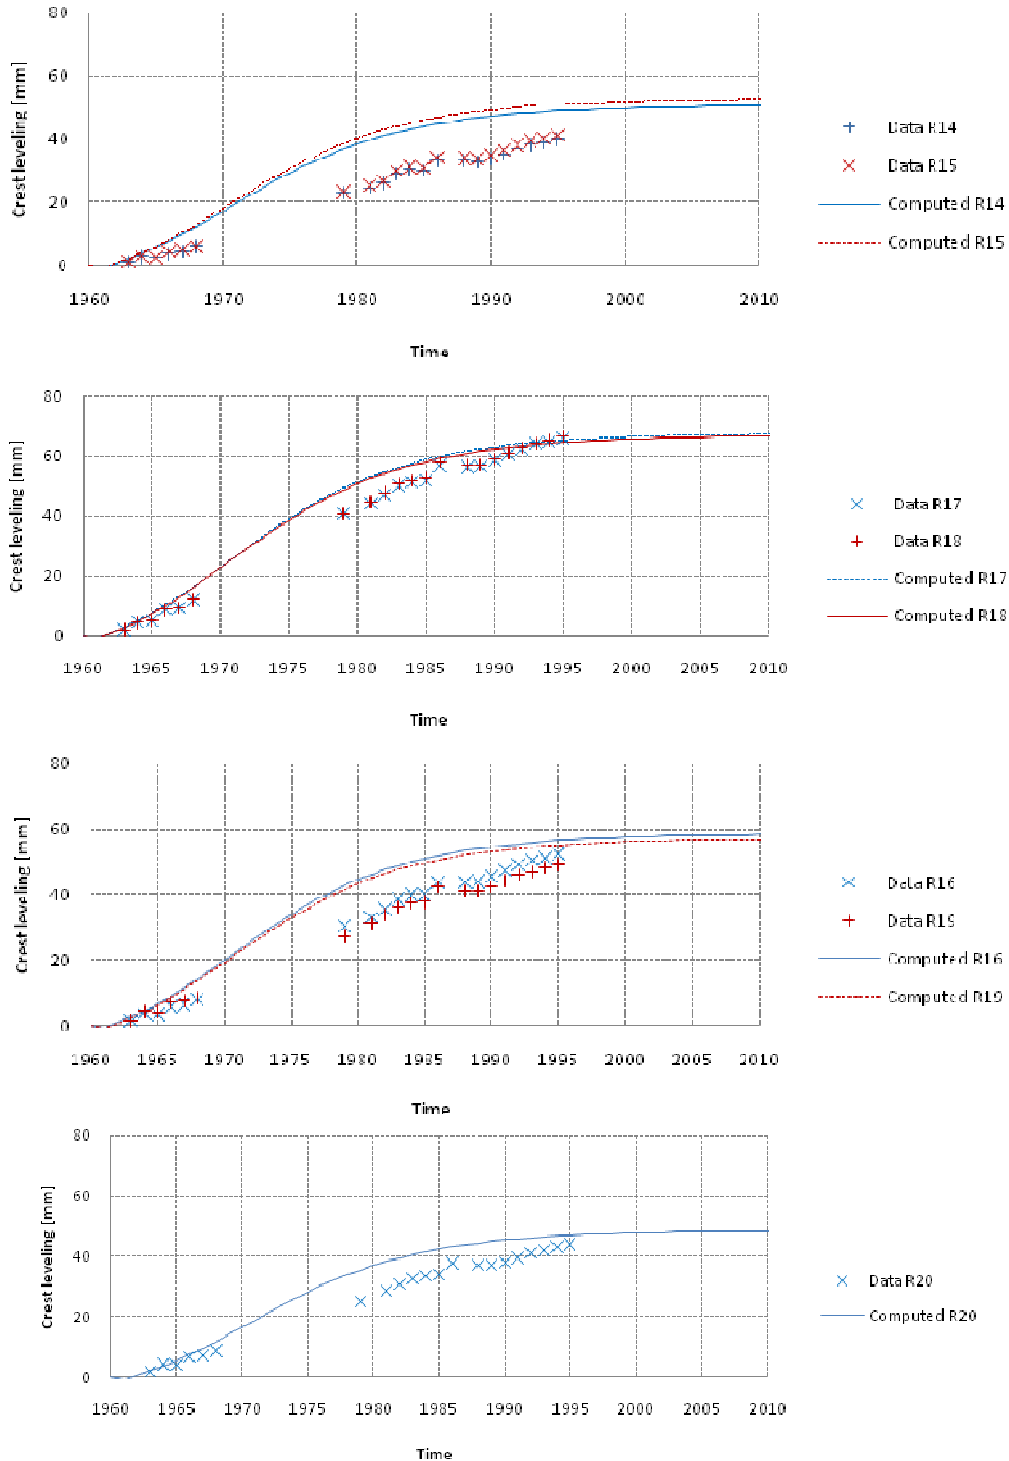 80
60
40
20
0
Crest leveling [mm]
1960 1970 1980 1990 2000 2010
Time
Data R14
Data R15
Computed R14
Computed R15
80
60
40
20
0
Crest leveling [mm]
1960 1965 1970 1975 1980 1985 1990 1995 2000 2005 2010
Time
Data R17
Data R18
Computed R17
Computed R18
80
60
40
20
0
Crest leveling [mm]
1960 1965 1970 1975 1980 1985 1990 1995 2000 2005 2010
Time
Data R16
Data R19
Computed R16
Computed R19
80
60
40
20
0
Crest leveling [mm]
1960 1965 1970 1975 1980 1985 1990 1995 2000 2005 2010
Time
Data R20
Computed R20